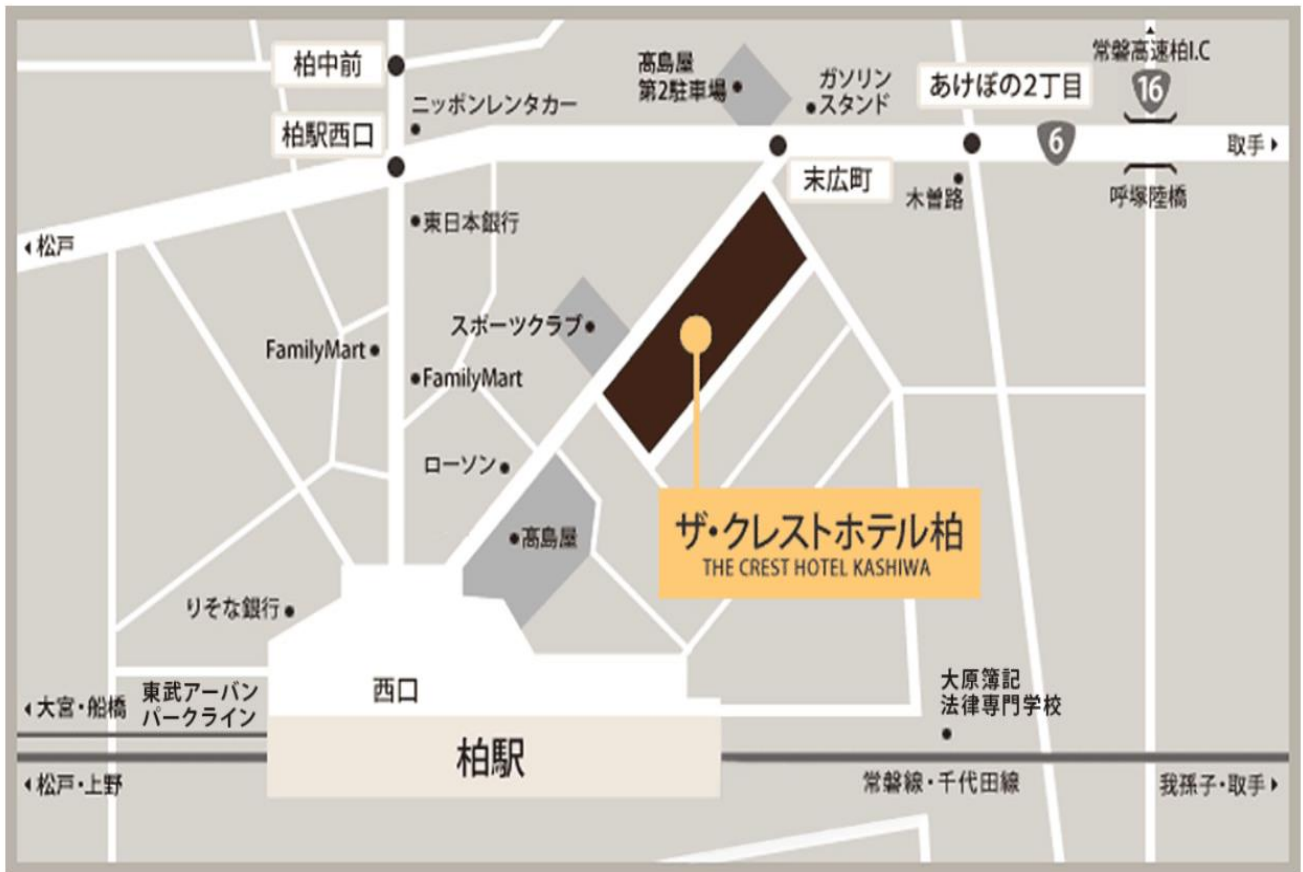 常磐高速柏I.C
柏中前
髙島屋
第2駐車場
ガソリン
スタンド
あけぼの2丁目
16
ニッポンレンタカー
柏駅西口
6
取手
末広町
木曽路
呼塚陸橋
東日本銀行
松戸
スポーツクラブ
FamilyMart
FamilyMart
ローソン
髙島屋
ザ・クレストホテル柏
THE CREST HOTEL KASHIWA
りそな銀行
西口
大宮・船橋
東武アーバン
パークライン
大原簿記
法律専門学校
柏駅
松戸・上野
常磐線・千代田線
我孫子・取手